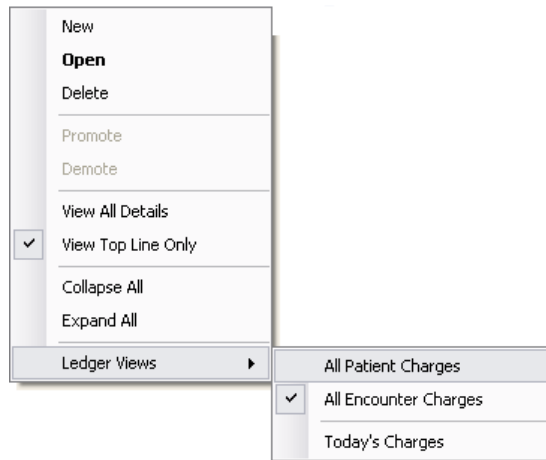 New
Open
Delete
Promote
Demote
View All Details
View Top Line Only
Collapse All
Expand All
Ledger Views
All Patient Charges
All Encounter Charges
Today's Charges